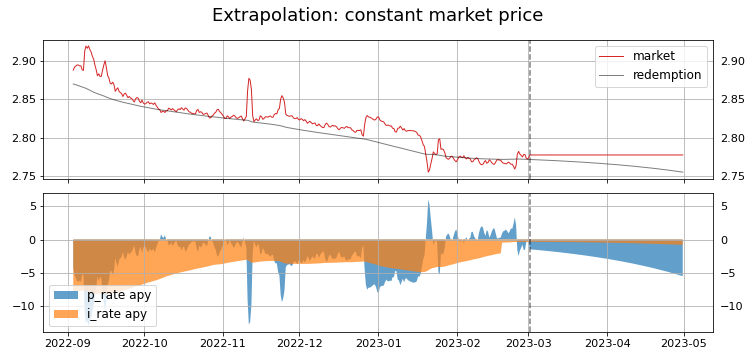 Extrapolation: constant market price
2.90 2.90
2.85 2.85
2.80 2.80
2.75 2.75
market
redemption
5 5
0 0
−5 −5
−10 −10
p_rate apy
i_rate apy
2022-09 2022-10 2022-11 2022-12 2023-01 2023-02 2023-03 2023-04 2023-05